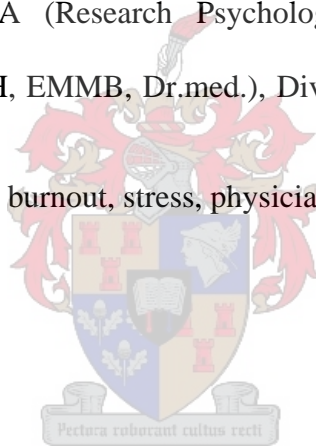 A (Research Psycholog
H, EMMB, Dr.med.), Div
burnout, stress, physicia
Pectora roborant cultus recti